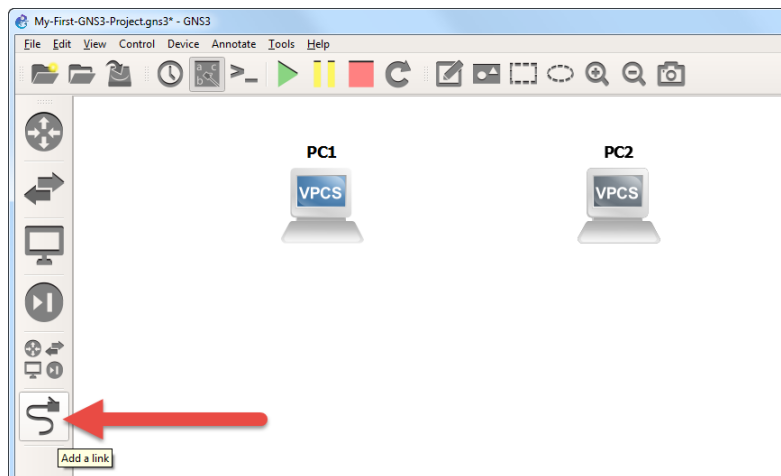 My-First-GNS3-Project.gns3* - GNS3
File Edit View Control Device Annotate Tools Help
a c
b
>_
PC1 PC2
VPCS VPCS
Add a link